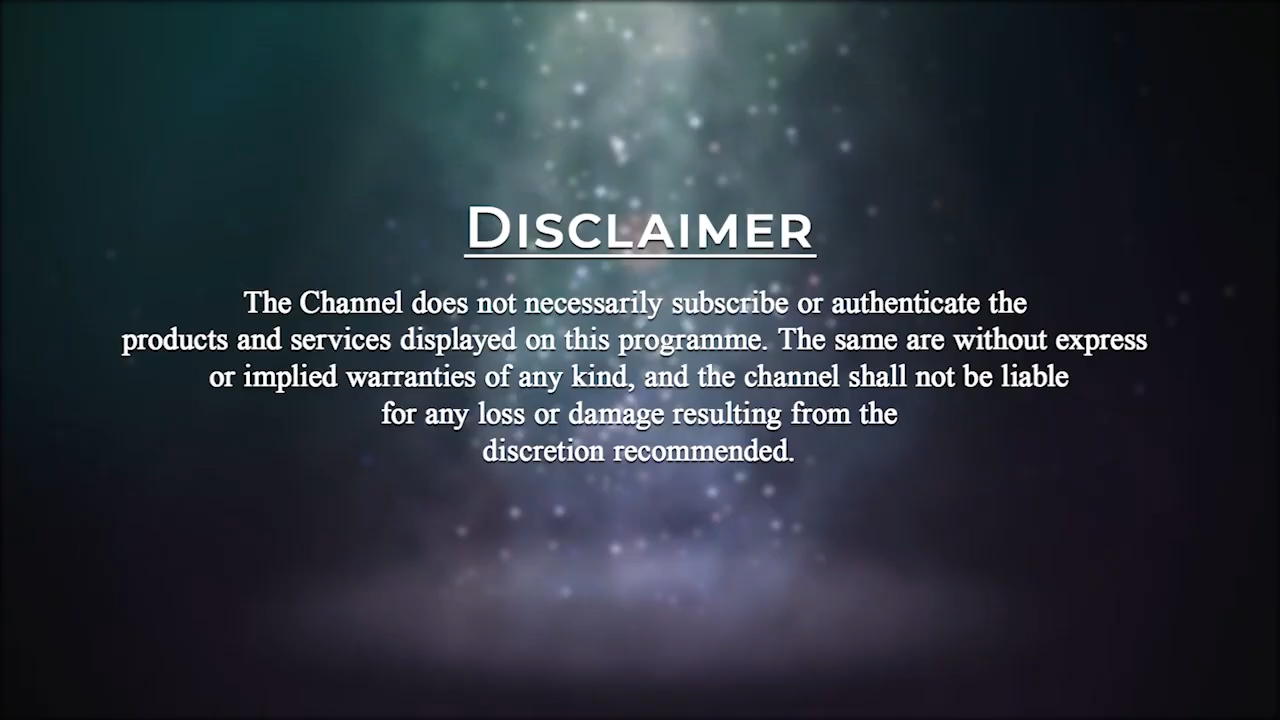 DISCLAIMER
The Channel does not necessarily subscribe or authenticate the
products and services displayed on this programme. The same are without express
or implied warranties of any kind, and the channel shall not be liable
for any loss or damage resulting from the
discretion recommended.